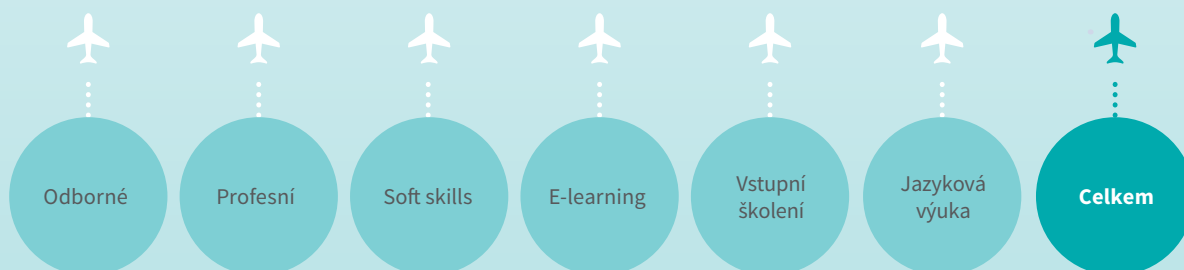 Odborné
Profesní
Soft skills
E-learning
Vstupní
školení
Jazyková
výuka
Celkem